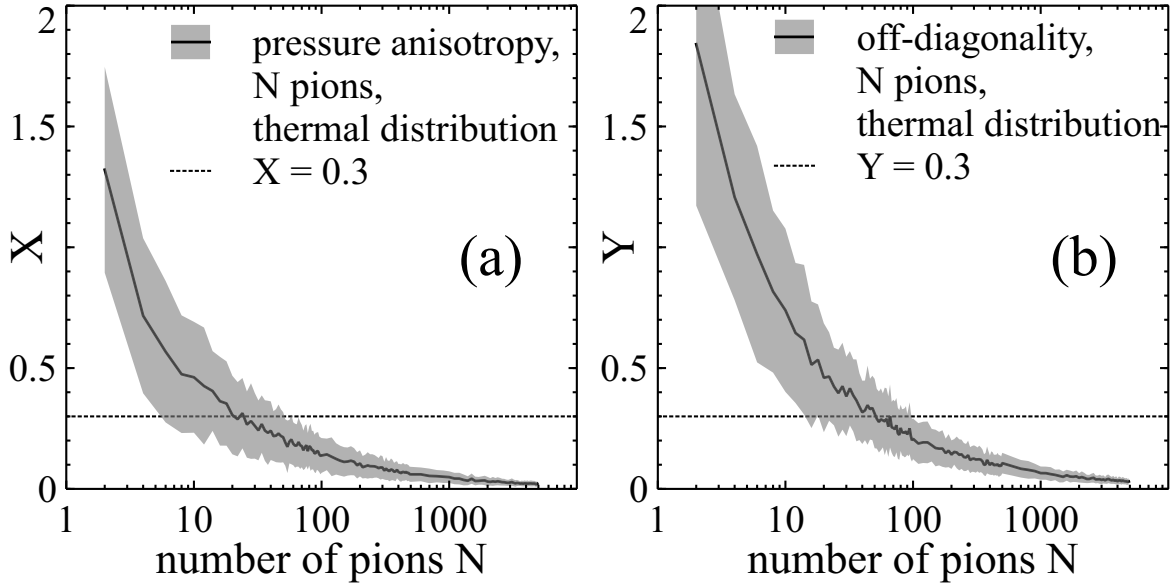 2
1.5
0.5
0
X
pressure anisotropy,
N pions,
thermal distribution
X = 0.3
(a)
1 10 100 1000
number of pions N
2
1.5
0.5
0
Y
off-diagonality,
N pions,
thermal distribution
Y = 0.3
(b)
1 10 100 1000
number of pions N